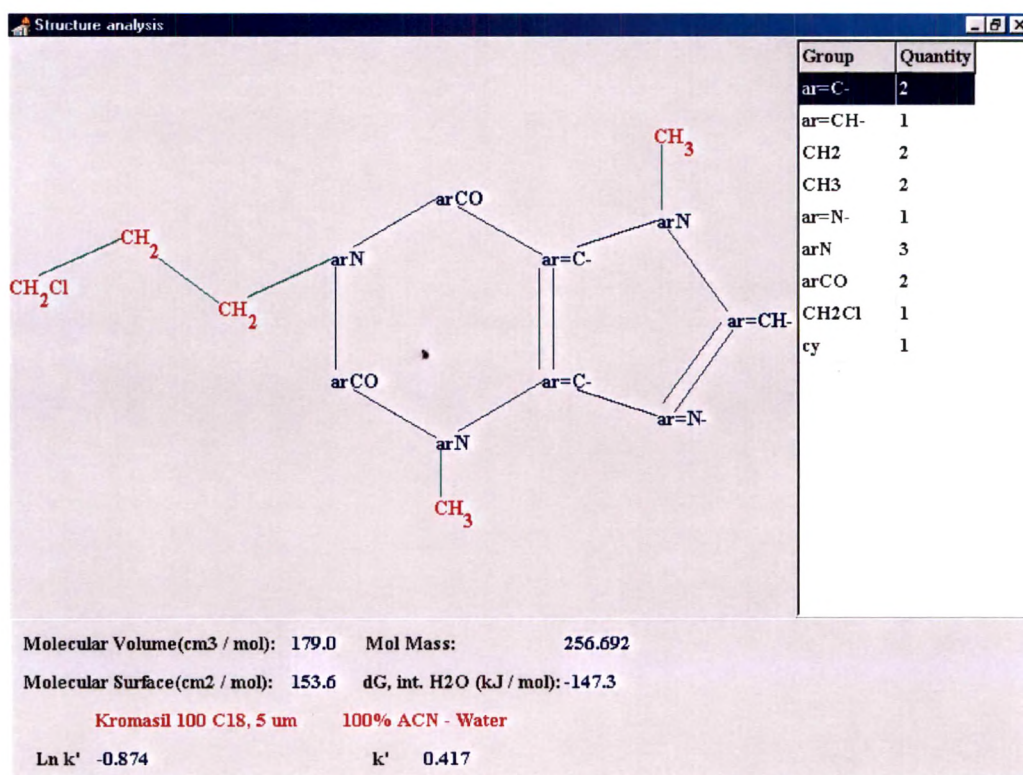 Structure analysis
Group Quantity
ar=C- 2
ar=CH- 1
CH2 2
CH3 2
ar=N- 1
arN 3
arCO 2
CH2Cl 1
cy 1
CH3
arCO
arN
CH2
arN
ar=C-
CH2Cl
CH2
ar=CH-
arCO
ar=C-
ar=N-
arN
CH3
Molecular Volume(cm3 / mol): 179.0 Mol Mass: 256.692
Molecular Surface(cm2 / mol): 153.6 dG, int. H2O (kJ / mol): -147.3
Kromasil 100 C18, 5 um 100% ACN - Water
Ln k' -0.874 k' 0.417